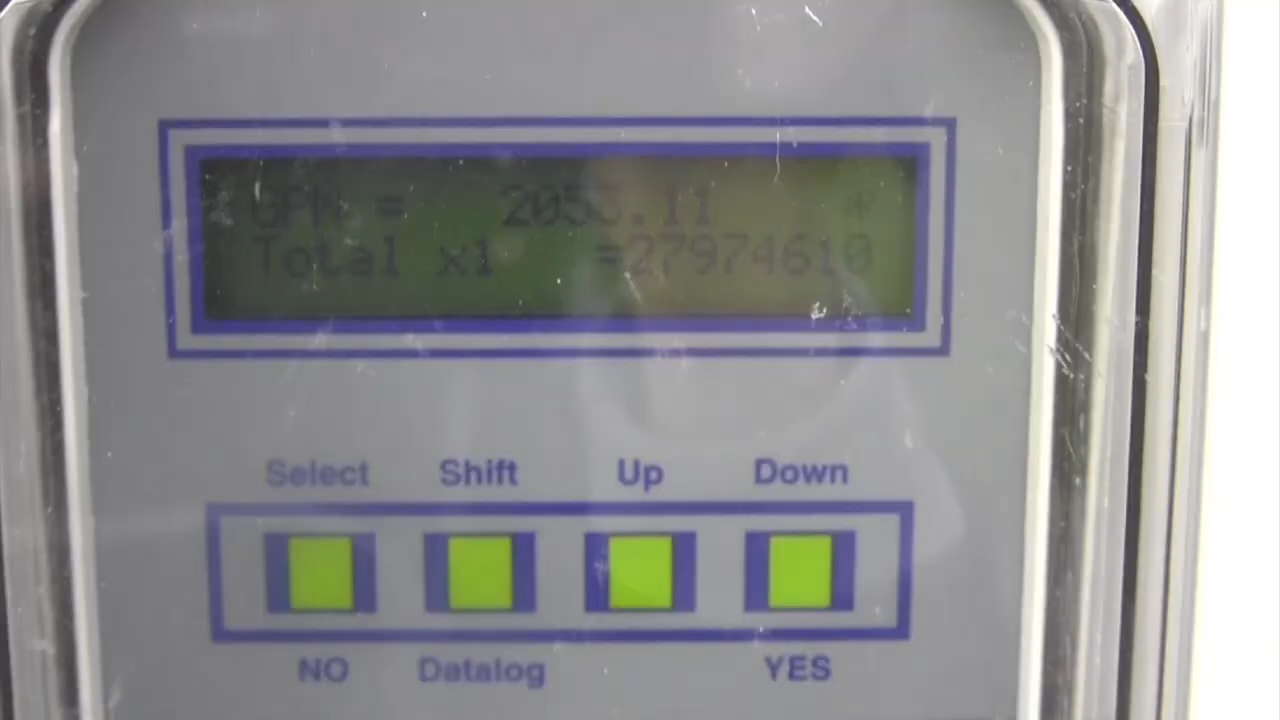 GPM = 2053.11
Total x1 =27974610
Select Shift Up Down
NO Datalog YES